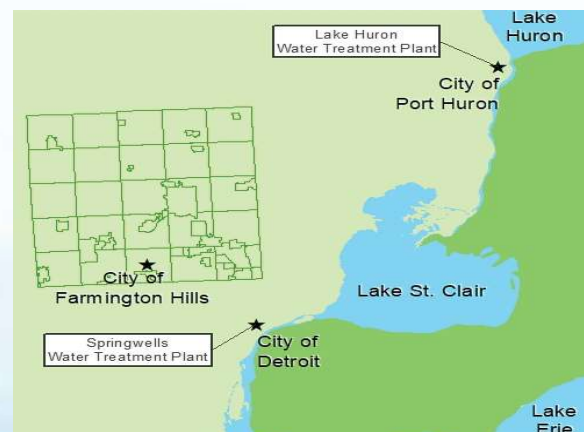 Lake
Huron
Lake Huron
Water Treatment Plant
City of
Port Huron
City of
Farmington Hills
Lake St. Clair
Springwells
Water Treatment Plant
City of
Detroit
Lake
Erie